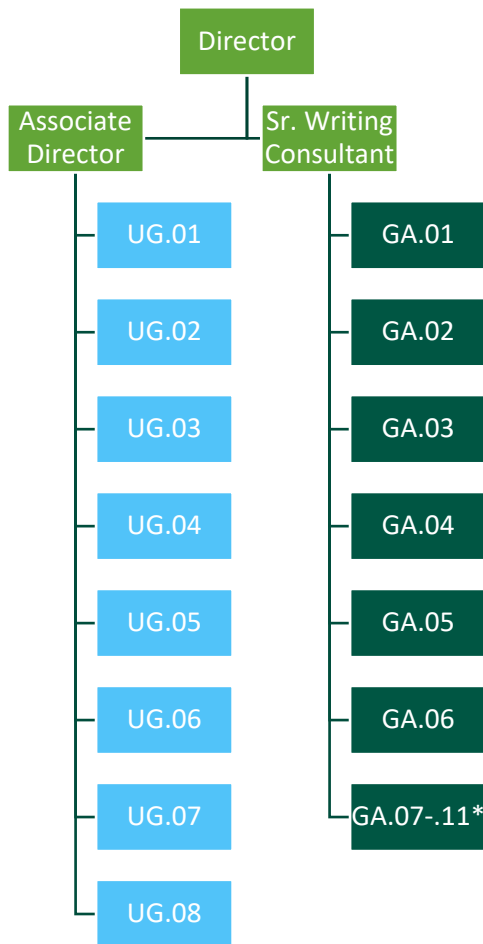 Director
Associate
Director
Sr. Writing
Consultant
UG.01
GA.01
UG.02
GA.02
UG.03
GA.03
UG.04
GA.04
UG.05
GA.05
UG.06
GA.06
UG.07
GA.07-.11*
UG.08